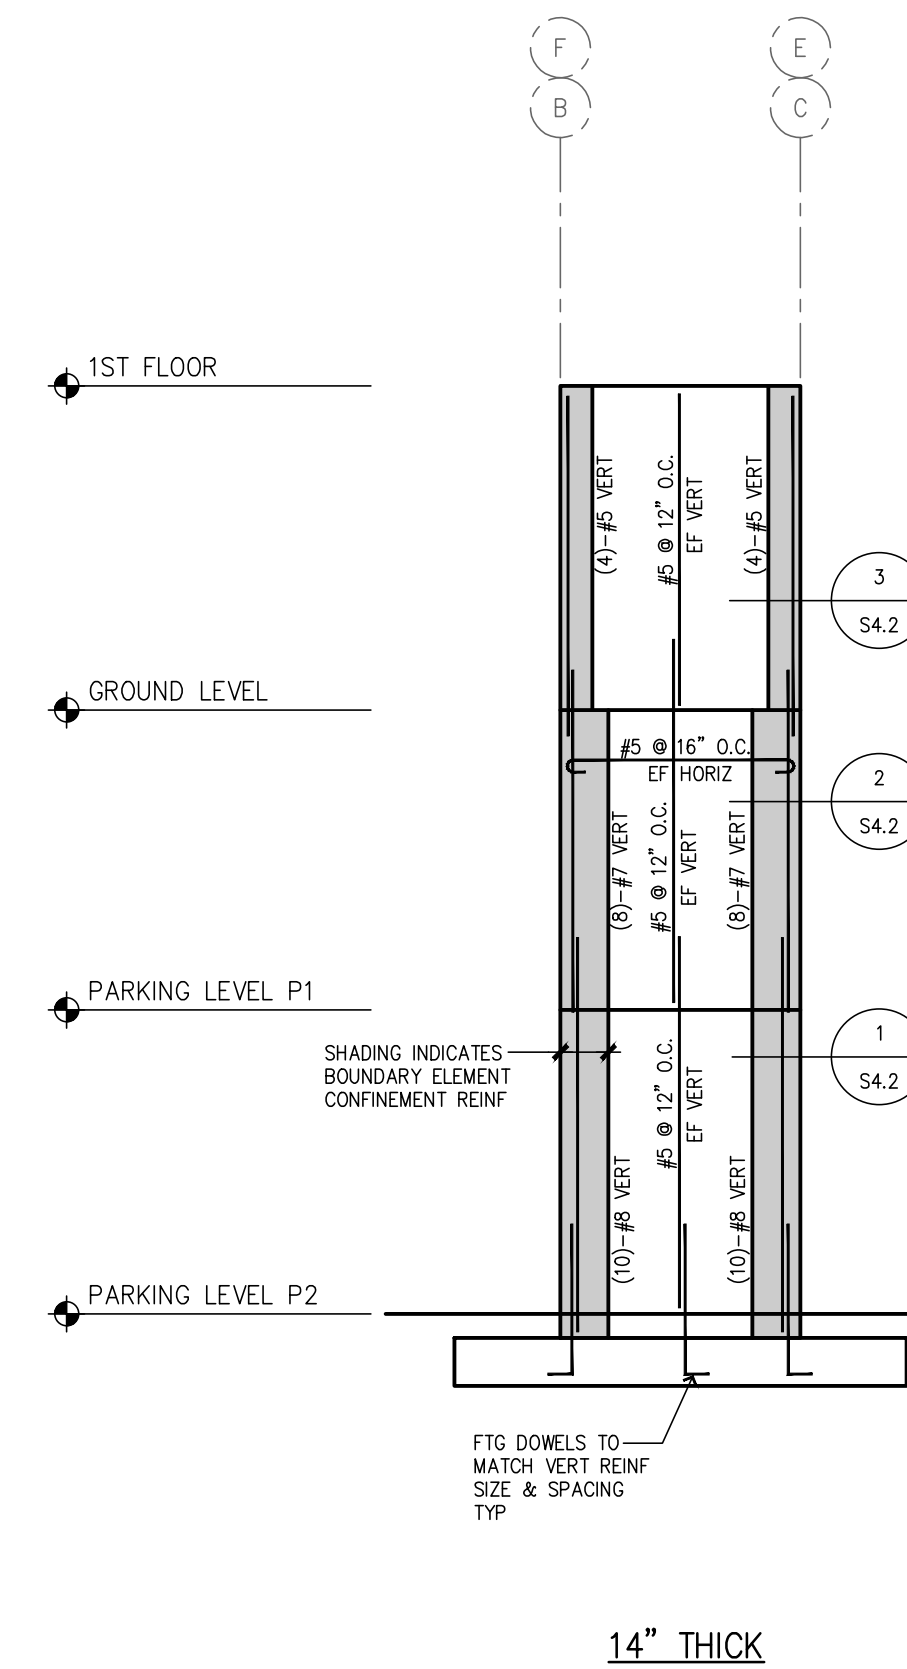 F
E
B
C
1ST FLOOR
(4)-#5 VERT
#5 @ 12" O.C.
EF VERT
(4)-#5 VERT
3
S4.2
GROUND LEVEL
#5 @ 16" O.C.
EF HORIZ
2
S4.2
(8)-#7 VERT
#5 @ 12" O.C.
EF VERT
(8)-#7 VERT
PARKING LEVEL P1
SHADING INDICATES
BOUNDARY ELEMENT
CONFINEMENT REINF
#5 @ 12" O.C.
EF VERT
1
S4.2
(10)-#8 VERT
(10)-#8 VERT
PARKING LEVEL P2
FTG DOWELS TO
MATCH VERT REINF
SIZE & SPACING
TYP
14" THICK